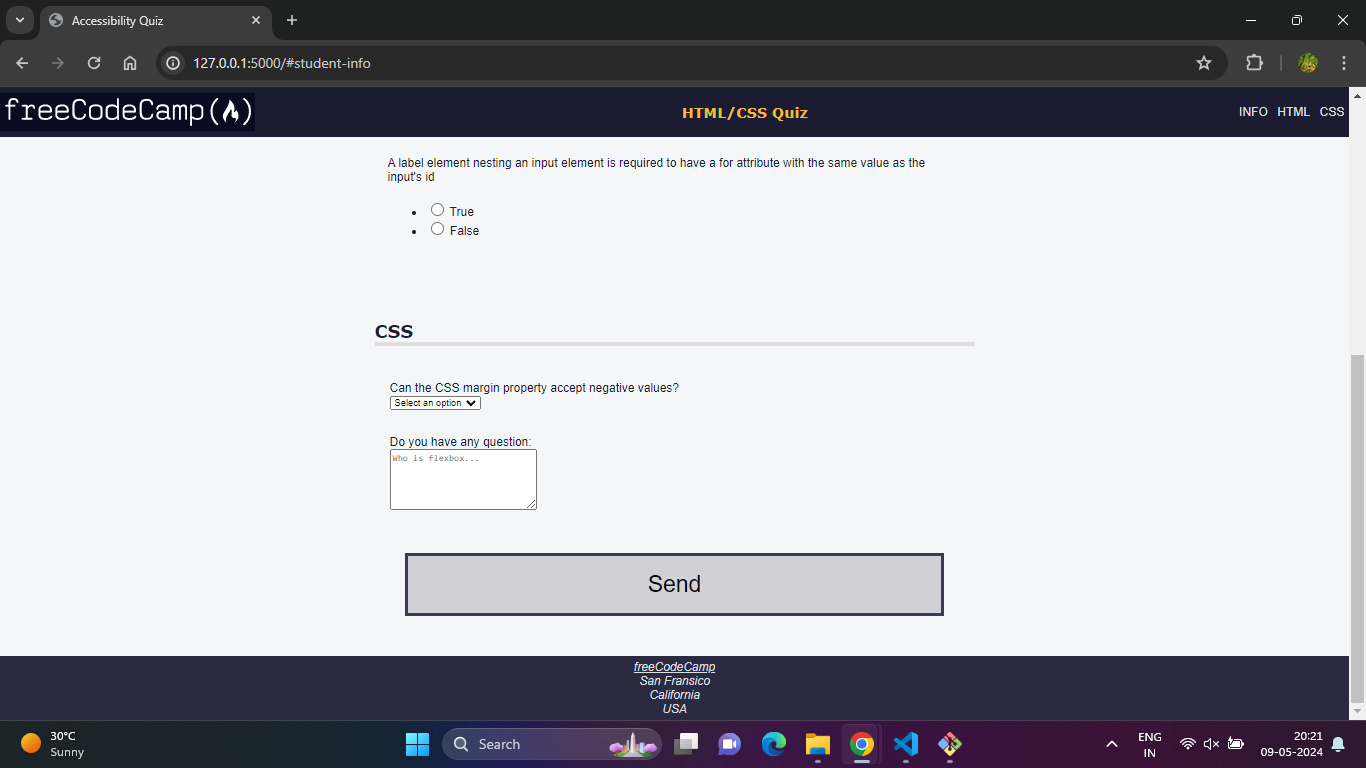 Accessibility Quiz
127.0.0.1:5000/#student-info
freeCodeCamp
HTML/CSS Quiz
INFO HTML CSS
A label element nesting an input element is required to have a for attribute with the same value as the
input's id
True
False
CSS
Can the CSS margin property accept negative values?
Select an option
Do you have any question:
Who is flexbox...
Send
freeCodeCamp
San Fransico
California
USA
30°C
Sunny
Search
ENG
IN
20:21
09-05-2024